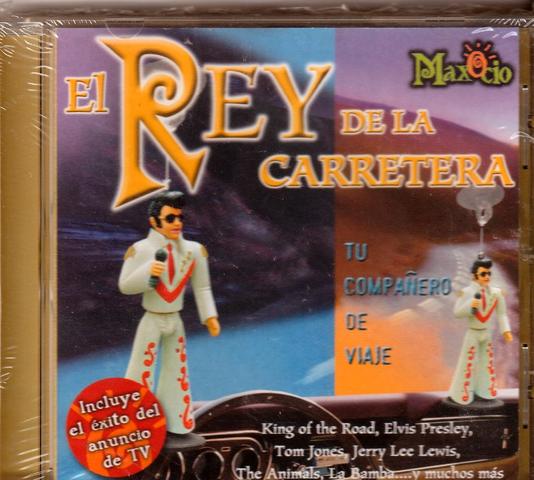 EL REY
DE LA
CARRETERA
MaxOcio
TU
COMPAÑERO
DE
VIAJE
Incluye
el éxito del
anuncio
de TV
King of the Road, Elvis Presley,
Tom Jones, Jerry Lee Lewis,
The Animals, La Bamba....y muchos más